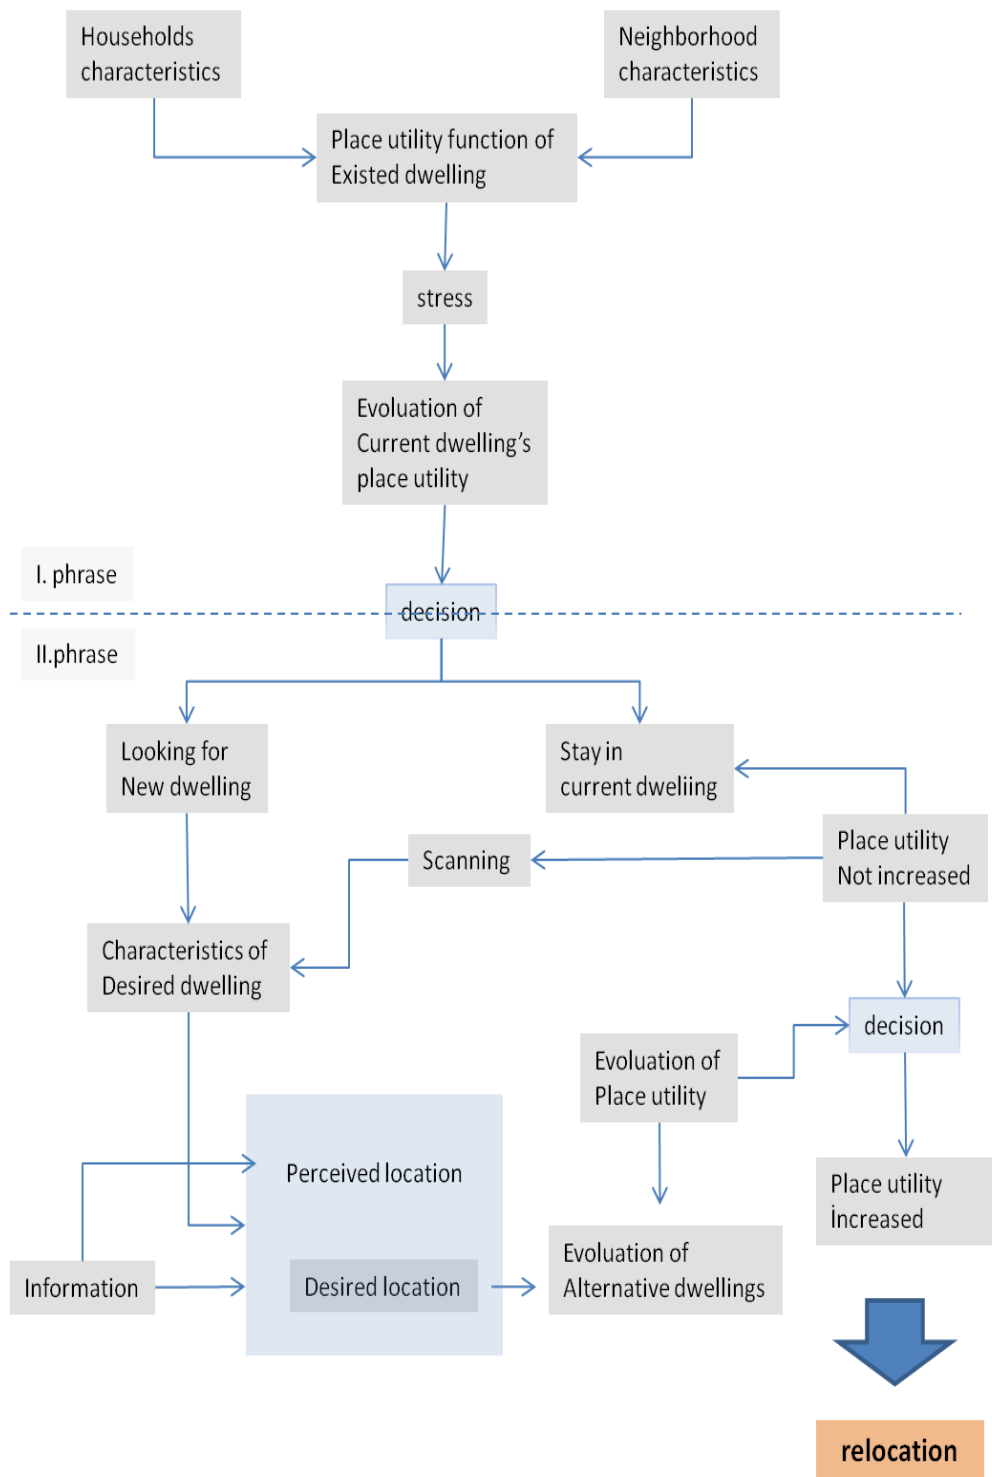 Households
characteristics
Neighborhood
characteristics
Place utility function of
Existed dwelling
stress
Evoluation of
Current dwelling's
place utility
I. phrase
decision
II.phrase
Looking for
New dwelling
Stay in
current dweliing
Place utility
Not increased
Scanning
Characteristics of
Desired dwelling
decision
Evoluation of
Place utility
Perceived location
Place utility
İncreased
Information
Desired location
Evoluation of
Alternative dwellings
relocation